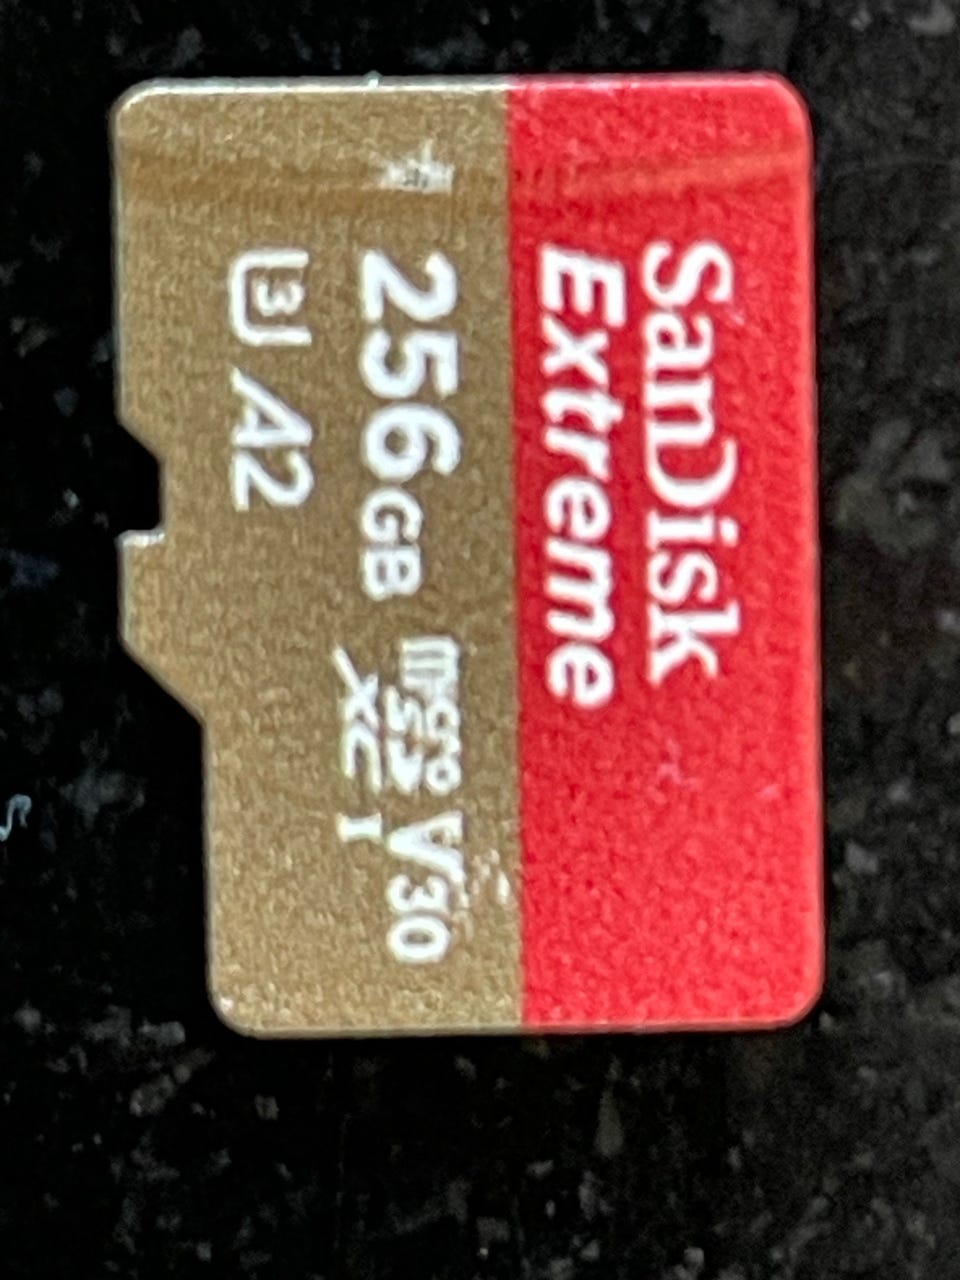 SanDisk
Extreme
256GB microSD XC I V30
U3 A2